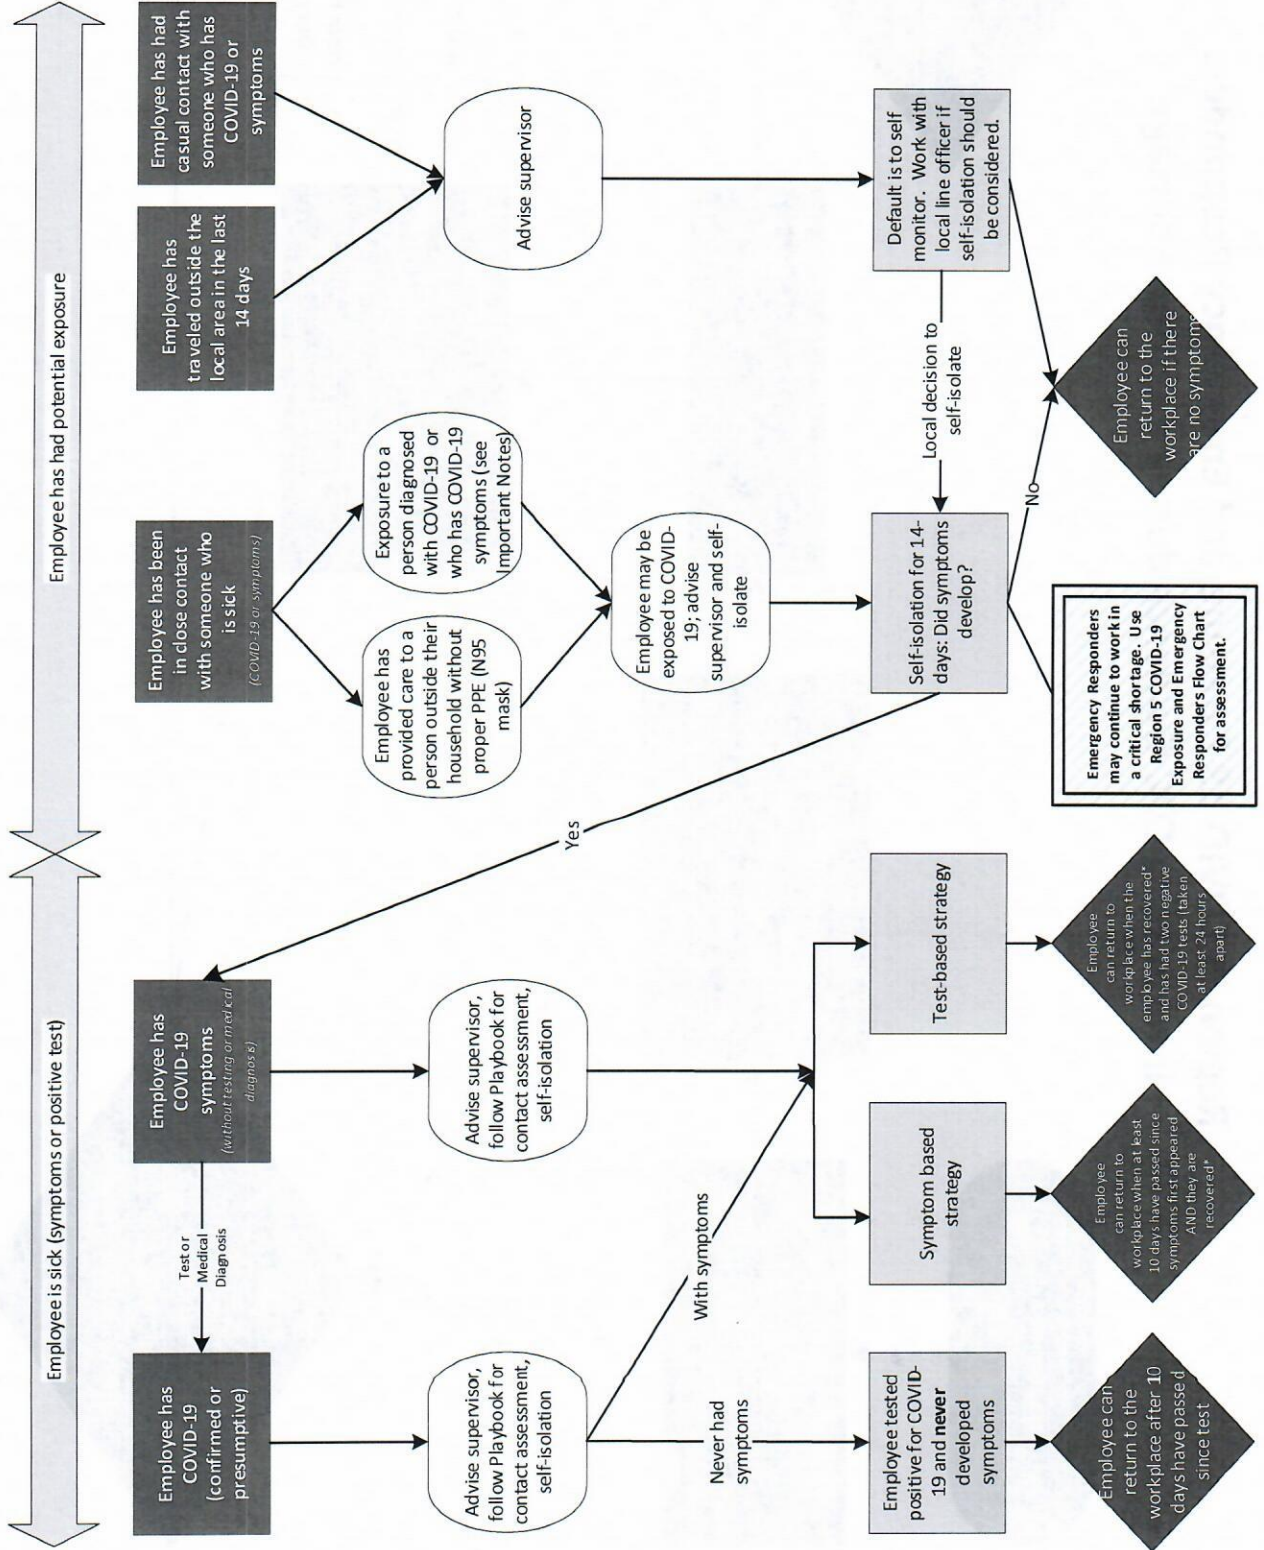 Employee is sick (symptoms or positive test)
Employee has had potential exposure
Employee has
COVID-19
(confirmed or
presumptive)
Test or
Medical
Diagnosis
Employee has
COVID-19
symptoms
(without testing or medical
diagnosis)
Employee has been
in close contact
with someone who
is sick
(COVID-19 or symptoms)
Employee has
traveled outside the
local area in the last
14 days
Employee has had
casual contact with
someone who has
COVID-19 or
symptoms
Advise supervisor,
follow Playbook for
contact assessment,
self-isolation
Advise supervisor,
follow Playbook for
contact assessment,
self-isolation
Employee has
provided care to a
person outside their
household without
proper PPE (N95
mask)
Exposure to a
person diagnosed
with COVID-19 or
who has COVID-19
symptoms (see
Important Notes)
Advise supervisor
Yes
Employee may be
exposed to COVID-
19; advise
supervisor and self-
isolate
Never had
symptoms
With symptoms
Employee tested
positive for COVID-
19 and never
developed
symptoms
Symptom based
strategy
Test-based strategy
Self-isolation for 14-
days: Did symptoms
develop?
Local decision to
self-isolate
Default is to self
monitor. Work with
local line officer if
self-isolation should
be considered.
No
Employee can
return to the
workplace after 10
days have passed
since test
Employee
can return to
workplace when at least
10 days have passed since
symptoms first appeared
AND they are
recovered*
Employee
can return to
workplace when the
employee has recovered*
and has had two negative
COVID-19 tests (taken
at least 24 hours
apart)
Emergency Responders
may continue to work in
a critical shortage. Use
Region 5 COVID-19
Exposure and Emergency
Responders Flow Chart
for assessment.
Employee can
return to the
workplace if there
are no symptoms